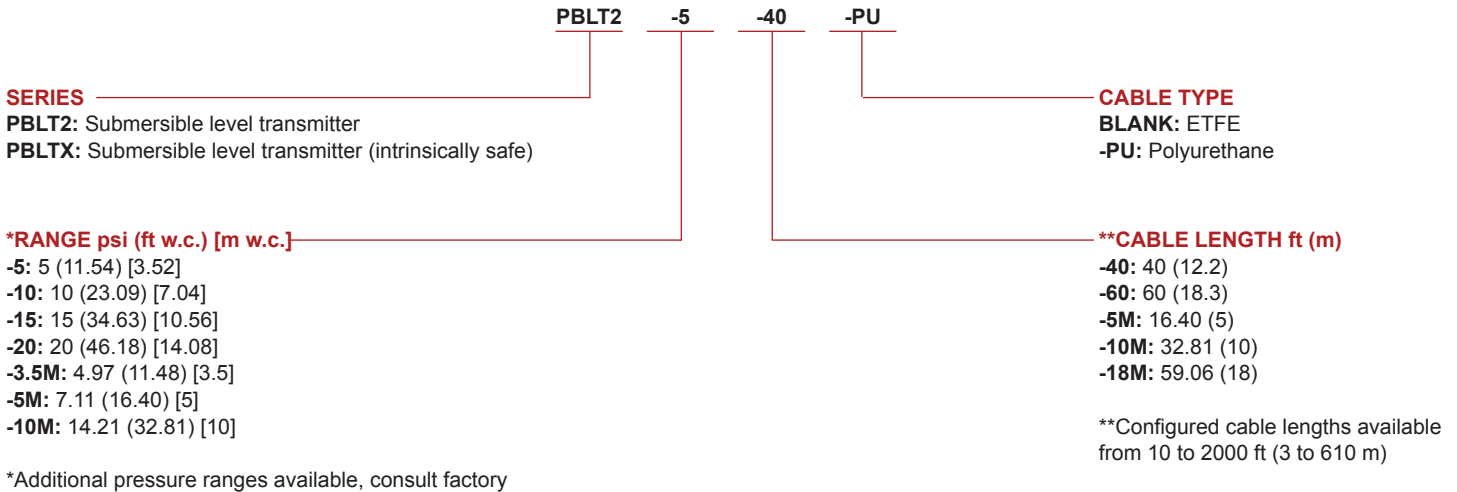 PBLT2 -5 -40 -PU
SERIES
PBLT2: Submersible level transmitter
PBLTX: Submersible level transmitter (intrinsically safe)
*RANGE psi (ft w.c.) [m w.c.]
-5: 5 (11.54) [3.52]
-10: 10 (23.09) [7.04]
-15: 15 (34.63) [10.56]
-20: 20 (46.18) [14.08]
-3.5M: 4.97 (11.48) [3.5]
-5M: 7.11 (16.40) [5]
-10M: 14.21 (32.81) [10]
*Additional pressure ranges available, consult factory
CABLE TYPE
BLANK: ETFE
-PU: Polyurethane
**CABLE LENGTH ft (m)
-40: 40 (12.2)
-60: 60 (18.3)
-5M: 16.40 (5)
-10M: 32.81 (10)
-18M: 59.06 (18)
**Configured cable lengths available
from 10 to 2000 ft (3 to 610 m)